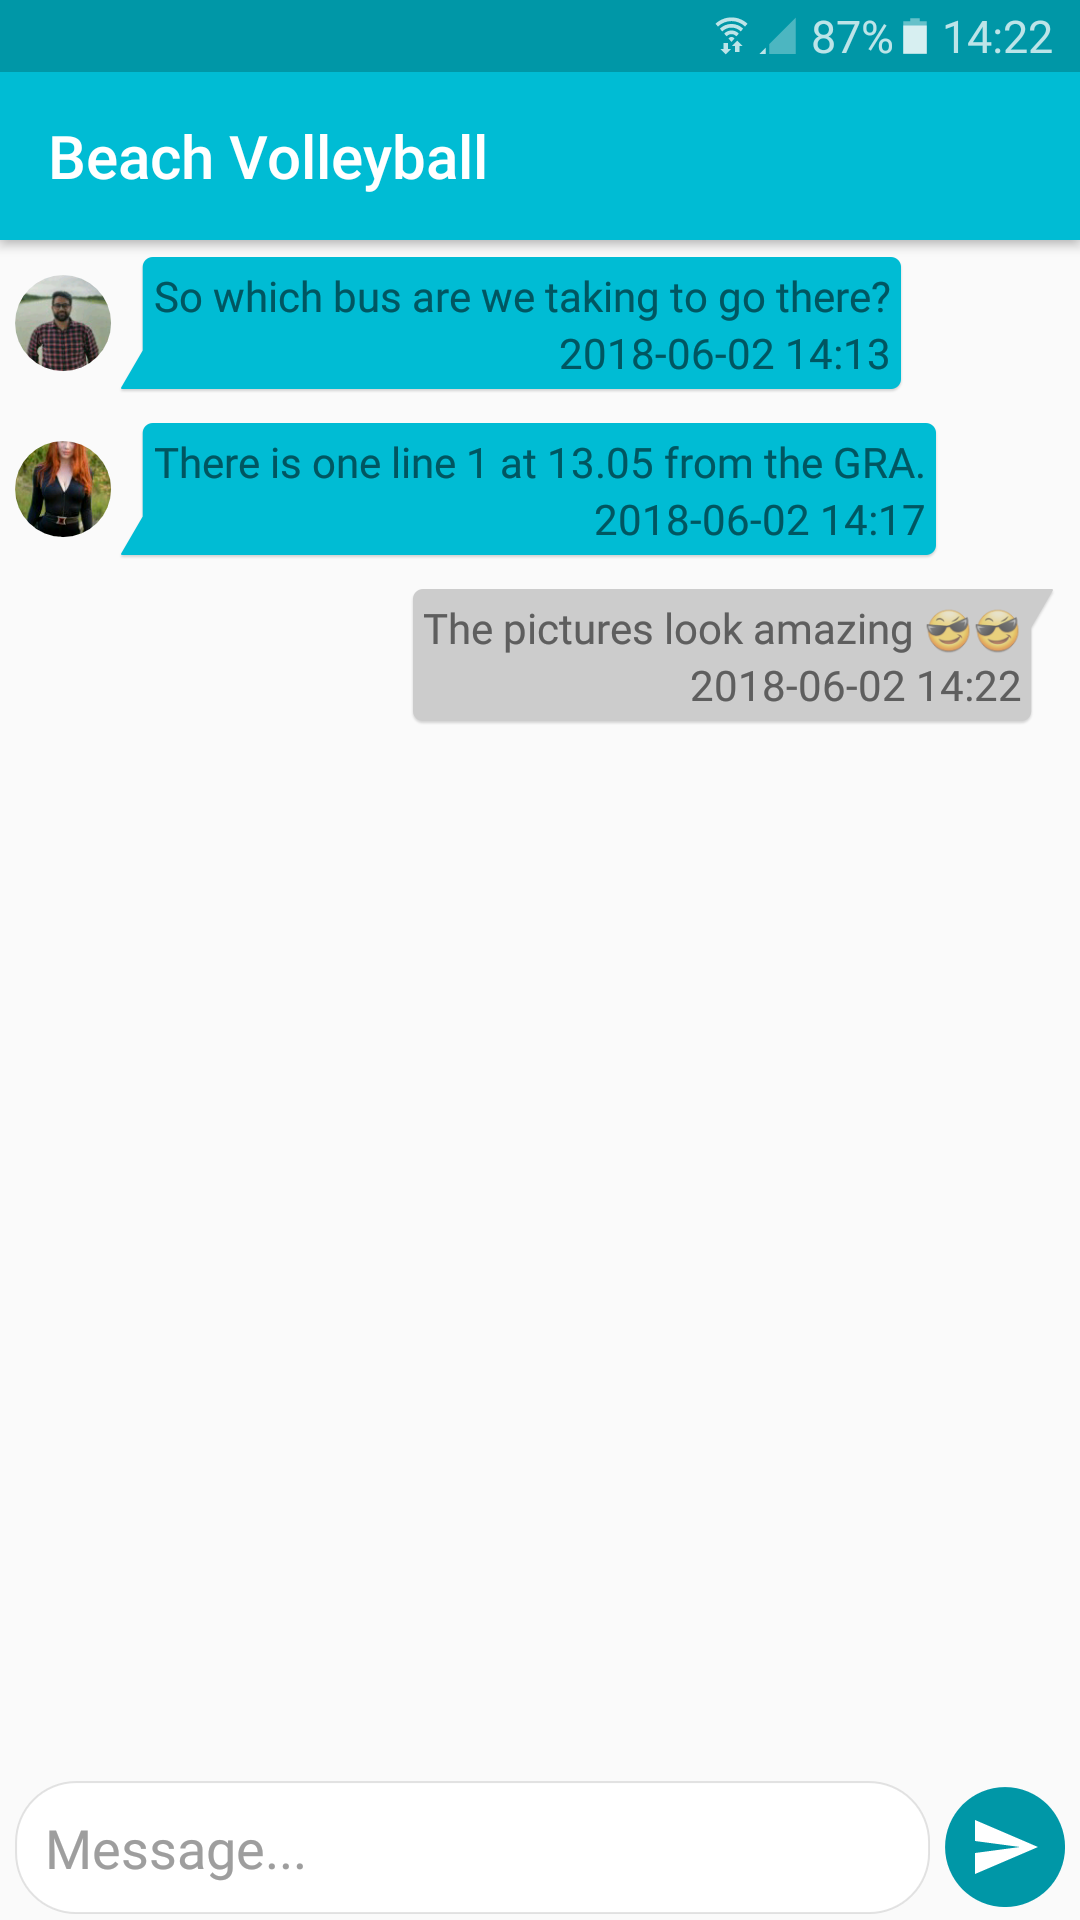 87% 14:22
Beach Volleyball
So which bus are we taking to go there?
2018-06-02 14:13
There is one line 1 at 13.05 from the GRA.
2018-06-02 14:17
The pictures look amazing 😎😎
2018-06-02 14:22
Message...